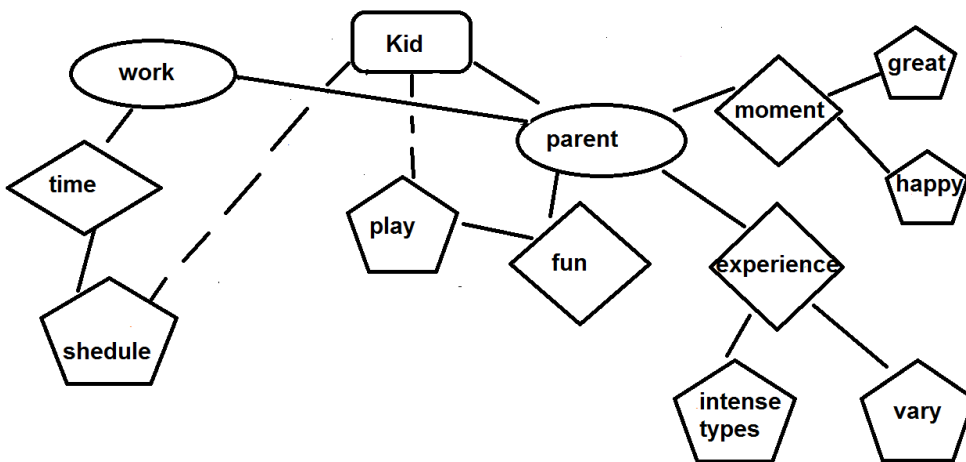 Kid
work
great
moment
parent
time
happy
play
fun
experience
shedule
intense
types
vary